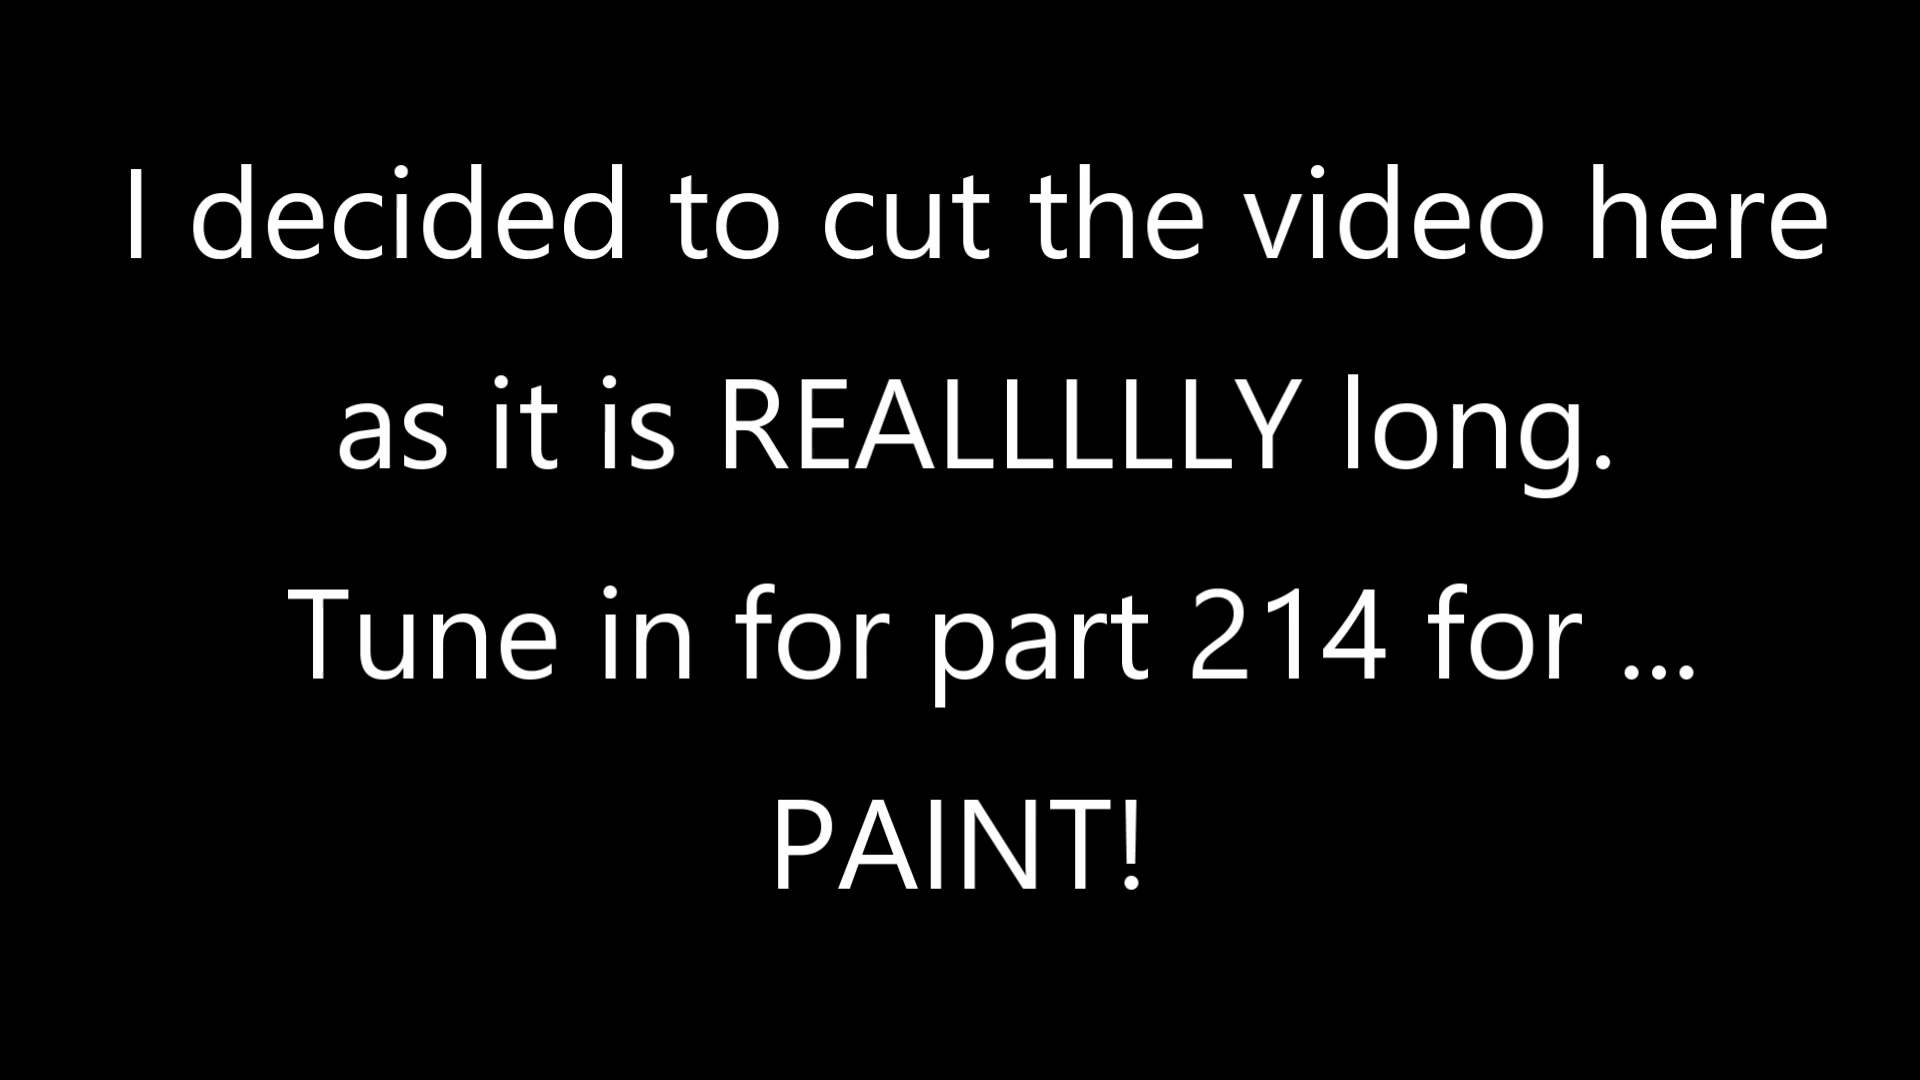 I decided to cut the video here
as it is REALLLLLY long.
Tune in for part 214 for ...
PAINT!